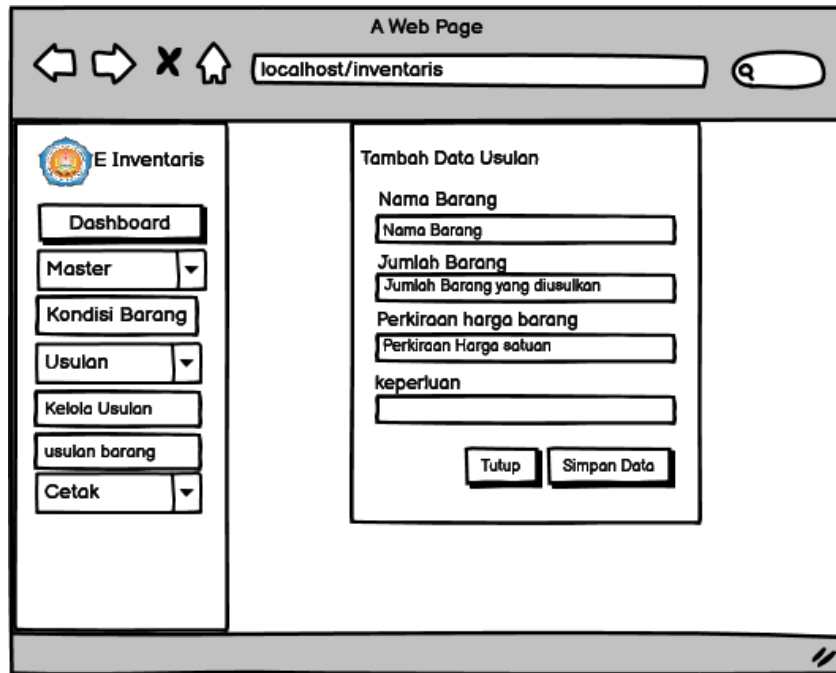 A Web Page
localhost/inventaris
E Inventaris
Dashboard
Master
Kondisi Barang
Usulan
Kelola Usulan
usulan barang
Cetak
Tambah Data Usulan
Nama Barang
Nama Barang
Jumlah Barang
Jumlah Barang yang diusulkan
Perkiraan harga barang
Perkiraan Harga satuan
keperluan
Tutup
Simpan Data